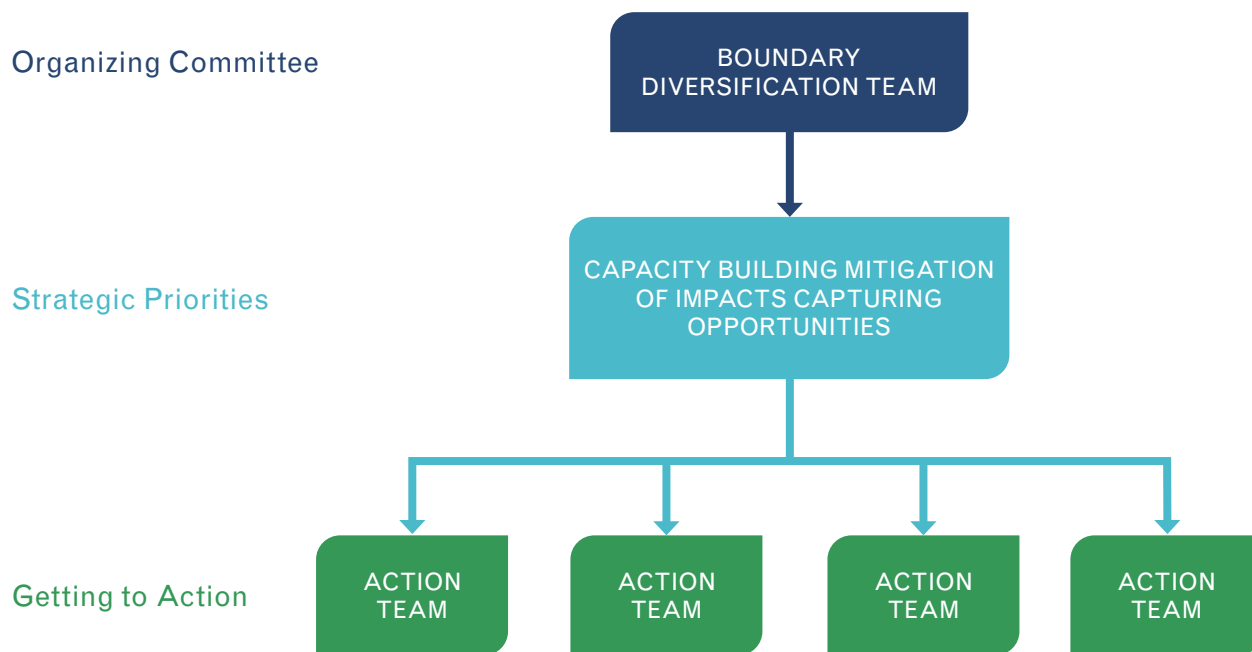 Organizing Committee
BOUNDARY
DIVERSIFICATION TEAM
Strategic Priorities
CAPACITY BUILDING MITIGATION
OF IMPACTS CAPTURING
OPPORTUNITIES
Getting to Action
ACTION
TEAM
ACTION
TEAM
ACTION
TEAM
ACTION
TEAM